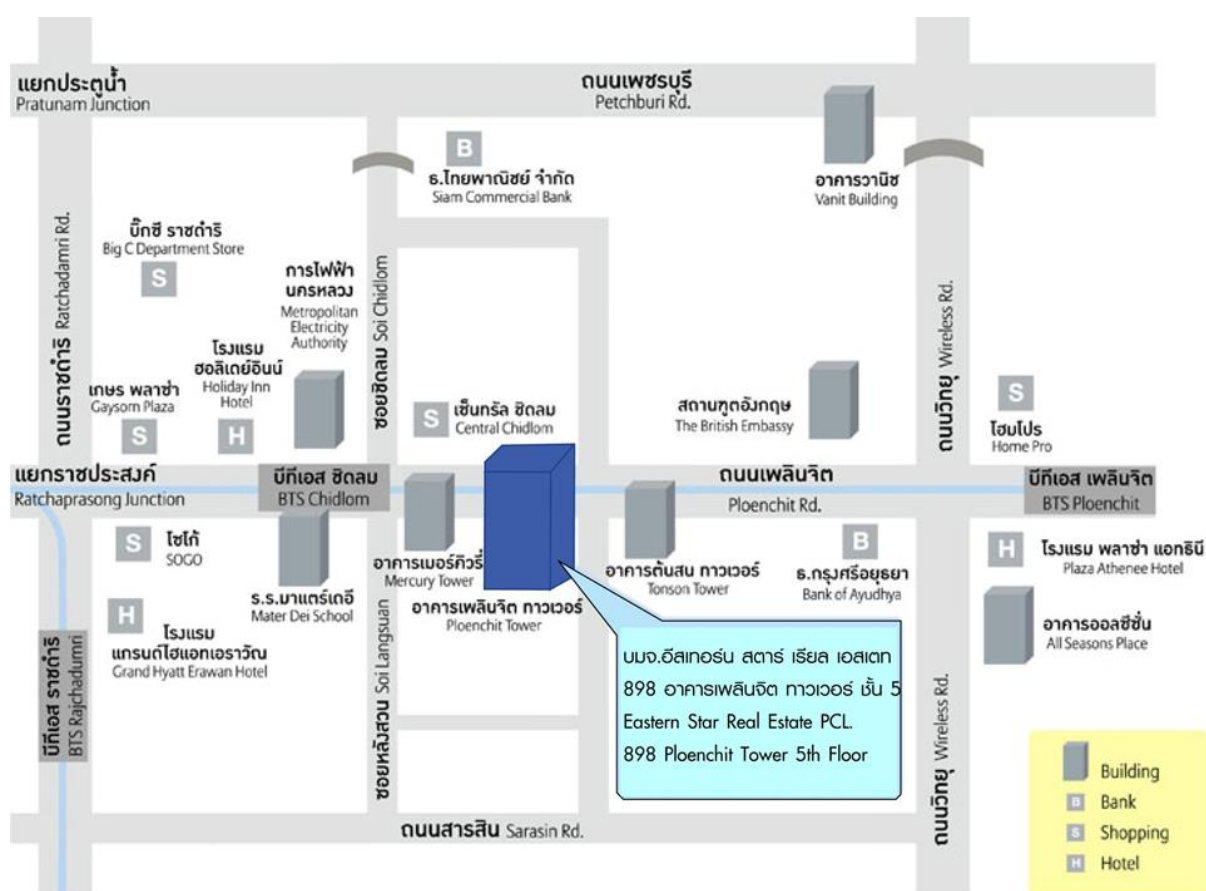 แยกประตูน้ำ
Pratunam Junction
ถนนเพชรบุรี
Petchburi Rd.
B
ธ.ไทยพาณิชย์ จำกัด
Siam Commercial Bank
อาคารวานิช
Vanit Building
บิ๊กซี ราชดำริ
Big C Department Store
S
ถนนราชดำริ Ratchadamri Rd.
การไฟฟ้า
นครหลวง
Metropolitan
Electricity
Authority
ซอยชิดลม Soi Chidlom
โรงแรม
ฮอลิเดย์อินน์
Holiday Inn
Hotel
H
เกษร พลาซ่า
Gaysorn Plaza
S
S
เซ็นทรัล ชิดลม
Central Chidlom
สถานฑูตอังกฤษ
The British Embassy
ถนนวิทยุ Wireless Rd.
S
โฮมโปร
Home Pro
แยกราชประสงค์
Ratchaprasong Junction
บีทีเอส ชิดลม
BTS Chidlom
ถนนเพลินจิต
Ploenchit Rd.
บีทีเอส เพลินจิต
BTS Ploenchit
S
โซโก้
SOGO
ร.ร.มาแตร์เดอี
Mater Dei School
อาคารเมอร์คิวรี่
Mercury Tower
อาคารเพลินจิต ทาวเวอร์
Ploenchit Tower
อาคารต้นสน ทาวเวอร์
Tonson Tower
B
ธ.กรุงศรีอยุธยา
Bank of Ayudhya
H
โรงแรม พลาซ่า แอทธินี
Plaza Athenee Hotel
H
โรงแรม
แกรนด์ไฮแอทเอราวัณ
Grand Hyatt Erawan Hotel
อาคารออลซีซั่น
All Seasons Place
บีทีเอส ราชดำริ
BTS Rajchadumri
ซอยหลังสวน Soi Langsuan
บมจ.อีสเทอร์น สตาร์ เรียล เอสเตท
898 อาคารเพลินจิต ทาวเวอร์ ชั้น 5
Eastern Star Real Estate PCL.
898 Ploenchit Tower 5th Floor
ถนนวิทยุ Wireless Rd.
ถนนสารสิน Sarasin Rd.
Building
B Bank
S Shopping
H Hotel